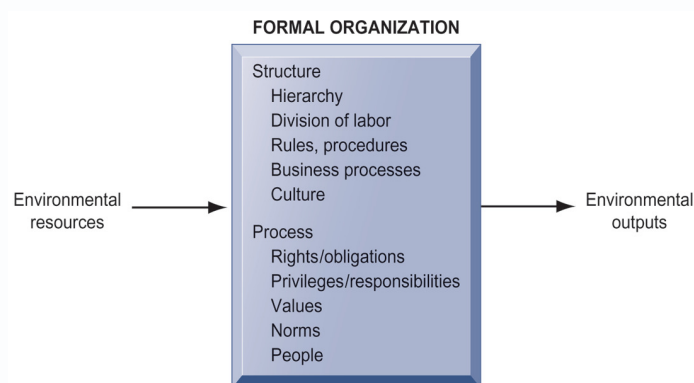 FORMAL ORGANIZATION
Structure
Hierarchy
Division of labor
Rules, procedures
Business processes
Culture
Environmental
resources
Environmental
outputs
Process
Rights/obligations
Privileges/responsibilities
Values
Norms
People